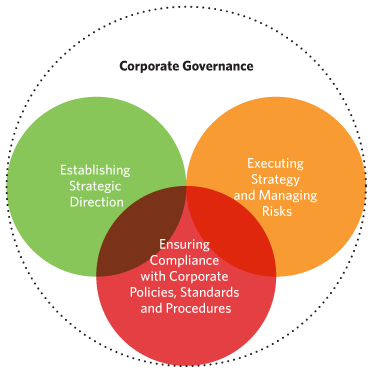 Corporate Governance
Establishing
Strategic
Direction
Executing
Strategy
and Managing
Risks
Ensuring
Compliance
with Corporate
Policies, Standards
and Procedures